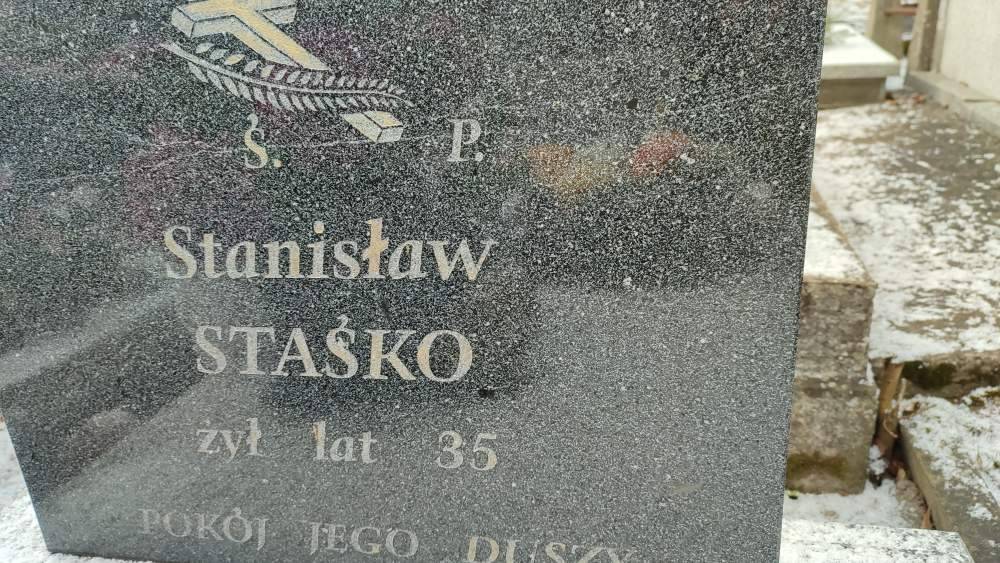 Ś. P.
Stanisław
STAŚKO
żył lat 35
POKÓJ JEGO DUSZY